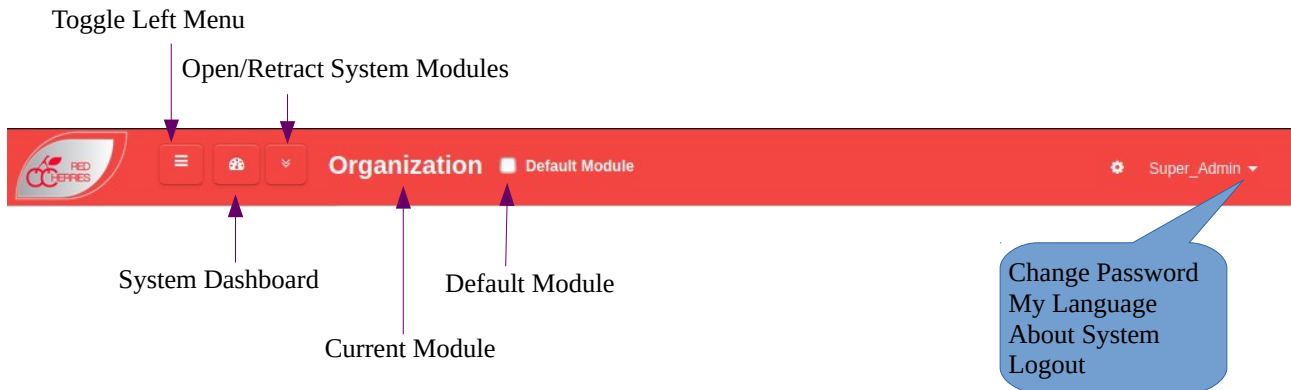 Toggle Left Menu
Open/Retract System Modules
RED
CHERRIES
Organization Default Module Super_Admin
System Dashboard
Default Module
Current Module
Change Password
My Language
About System
Logout